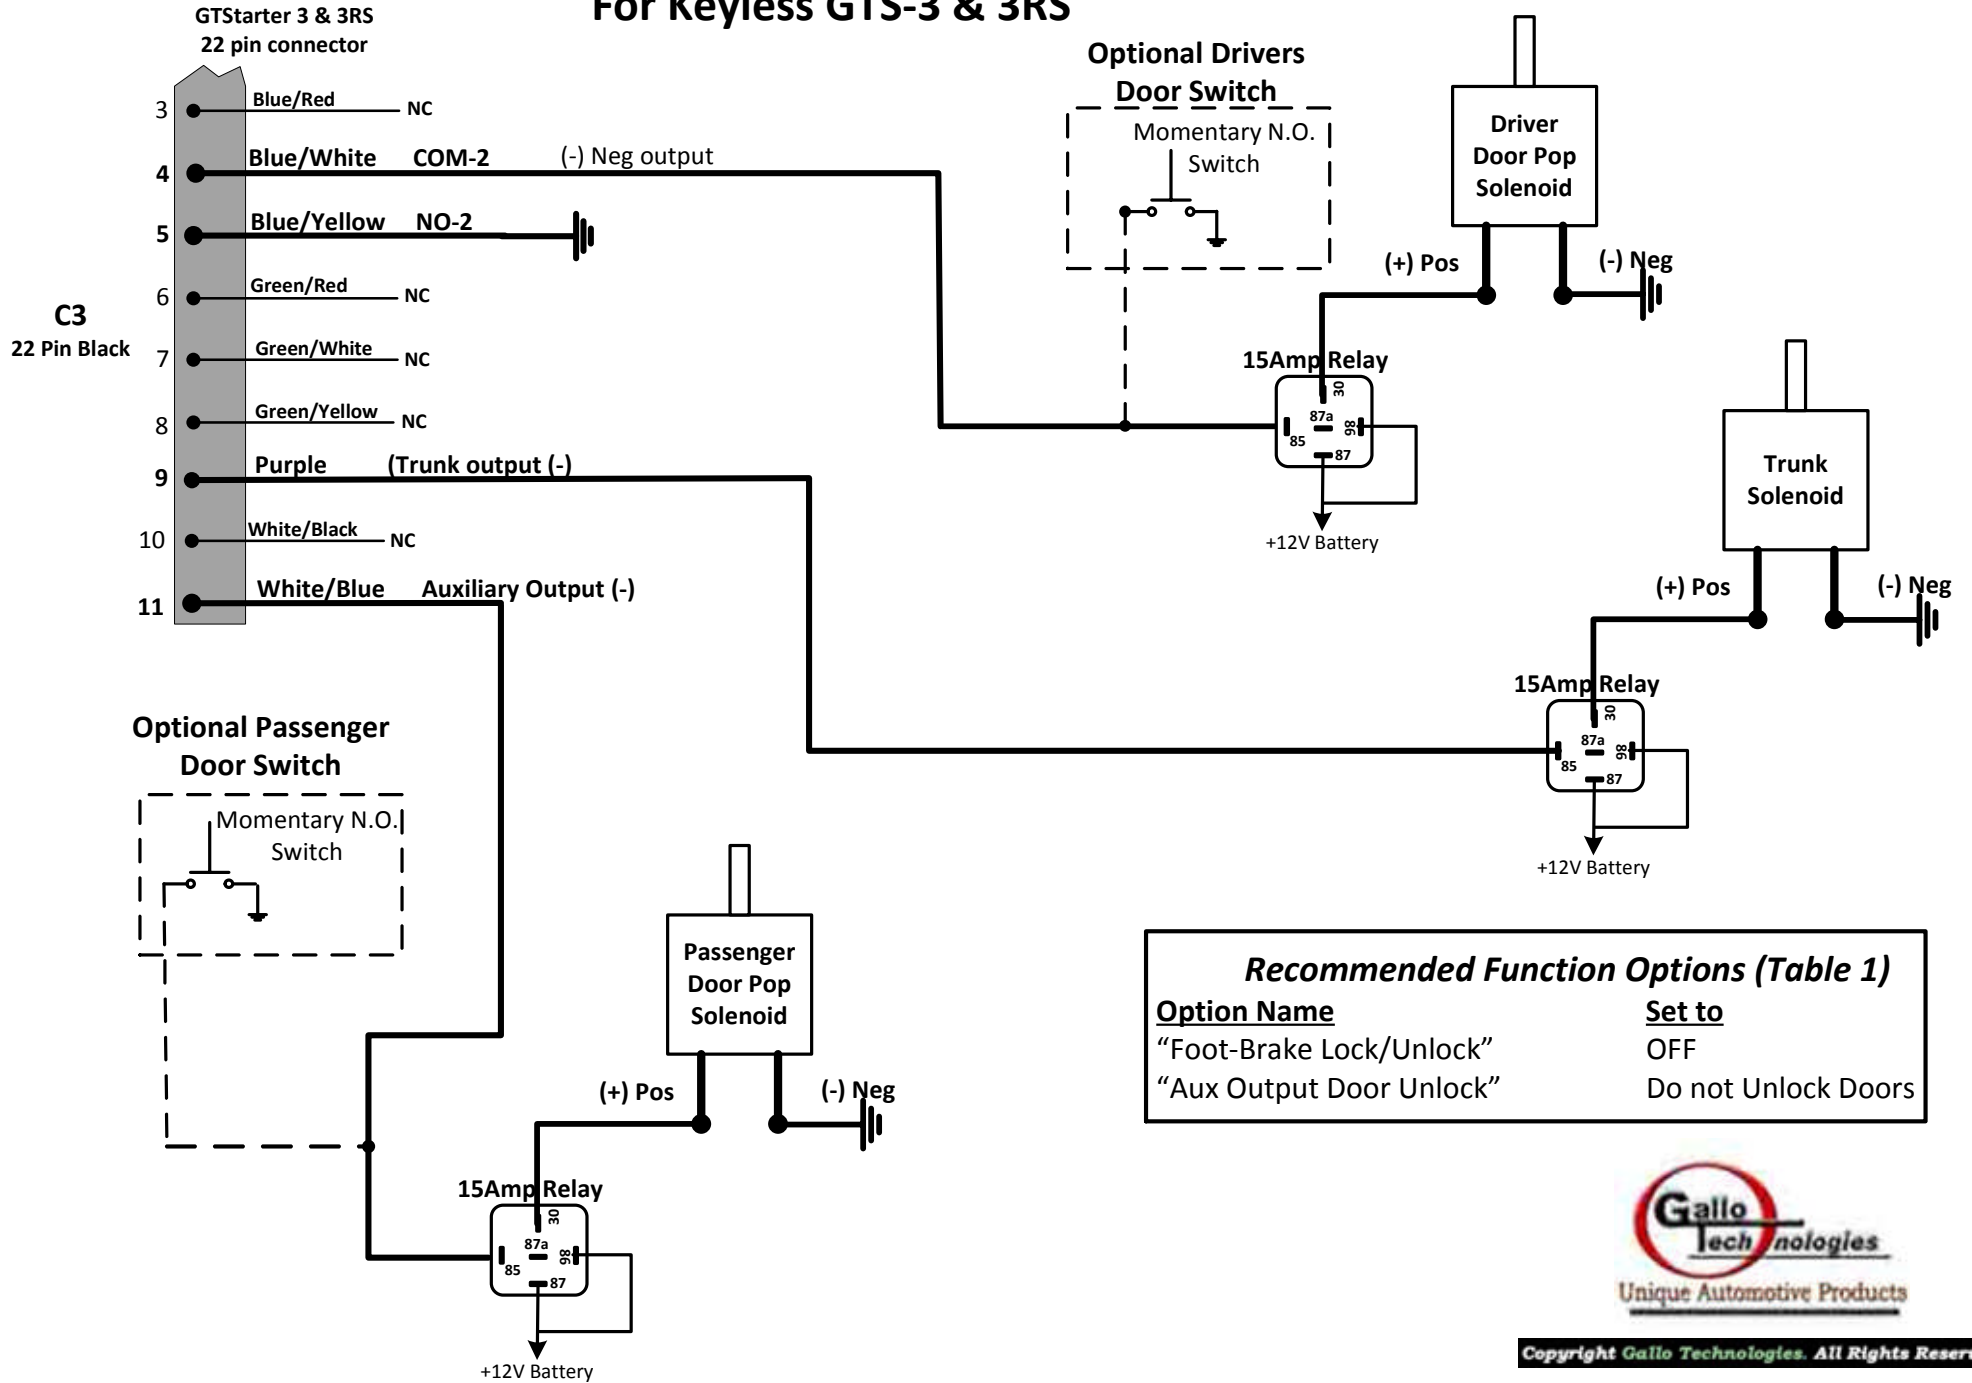 For Keyless GTS-3 & 3RS
GTStarter 3 & 3RS
22 pin connector
3 Blue/Red NC
4 Blue/White COM-2 (-) Neg output
5 Blue/Yellow NO-2
6 Green/Red NC
C3
22 Pin Black
7 Green/White NC
8 Green/Yellow NC
9 Purple (Trunk output (-)
10 White/Black NC
11 White/Blue Auxiliary Output (-)
Optional Drivers
Door Switch
Momentary N.O.
Switch
Driver
Door Pop
Solenoid
(+) Pos
(-) Neg
15Amp Relay
30
87a
86
85
87
+12V Battery
Trunk
Solenoid
(+) Pos
(-) Neg
15Amp Relay
30
87a
86
85
87
+12V Battery
Optional Passenger
Door Switch
Momentary N.O.
Switch
Passenger
Door Pop
Solenoid
(+) Pos
(-) Neg
15Amp Relay
30
87a
86
85
87
+12V Battery
Recommended Function Options (Table 1)
Option Name Set to
“Foot-Brake Lock/Unlock” OFF
“Aux Output Door Unlock” Do not Unlock Doors
Gallo
Technologies
Unique Automotive Products
Copyright Gallo Technologies. All Rights Reser